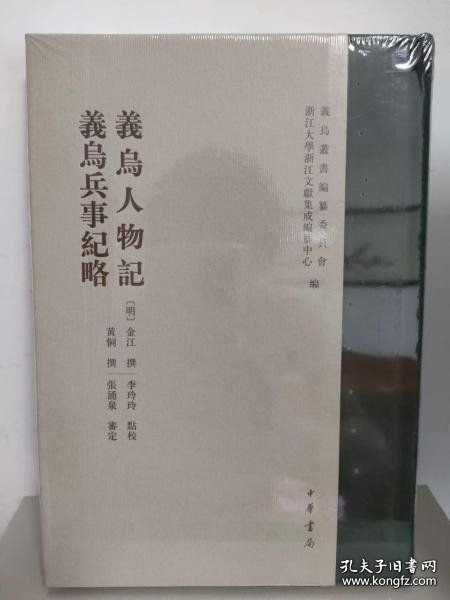 義烏叢書編纂委員會
浙江大學浙江文獻集成編纂中心
編
義烏人物記
義烏兵事紀略
〔明〕金江 撰 李玲玲 點校
黃侗 撰 張涌泉 審定
中華書局
孔夫子旧书网
www.kongfz.com